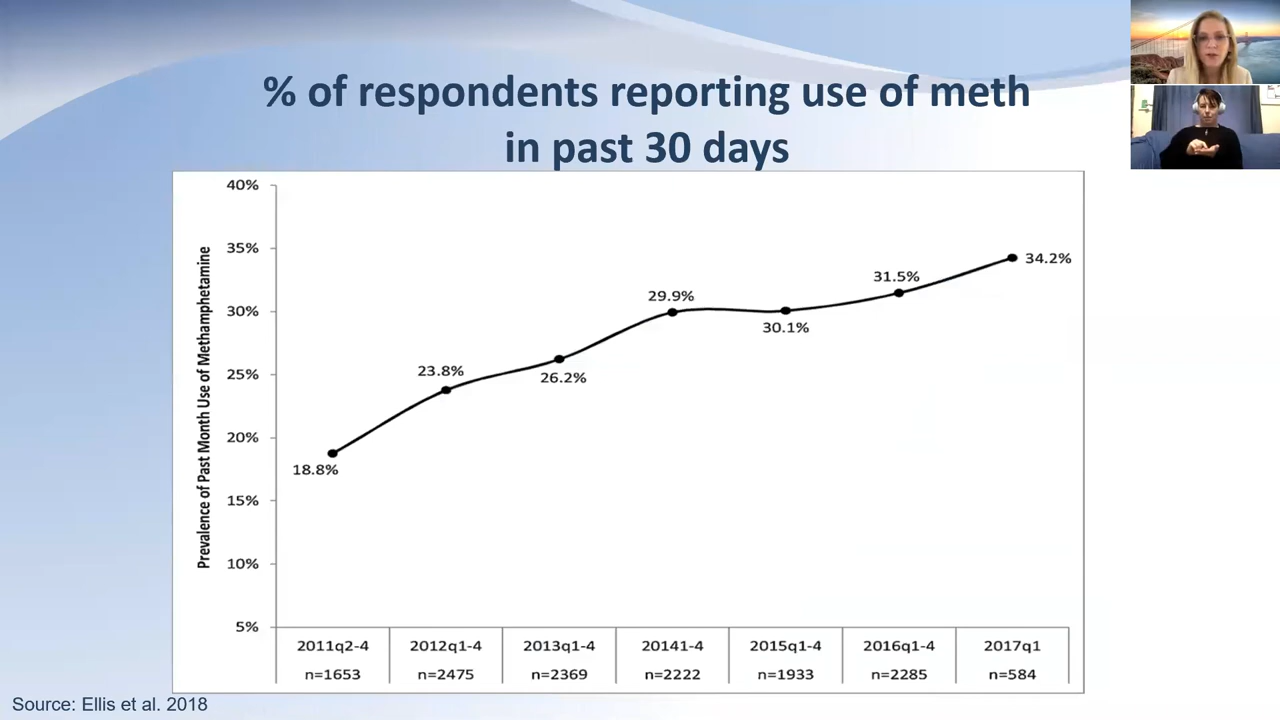 % of respondents reporting use of meth
in past 30 days
Prevalence of Past Month Use of Methamphetamine
40%
35%
30%
25%
20%
15%
10%
5%
18.8%
23.8%
26.2%
29.9%
30.1%
31.5%
34.2%
2011q2-4 2012q1-4 2013q1-4 20141-4 2015q1-4 2016q1-4 2017q1
n=1653 n=2475 n=2369 n=2222 n=1933 n=2285 n=584
Source: Ellis et al. 2018